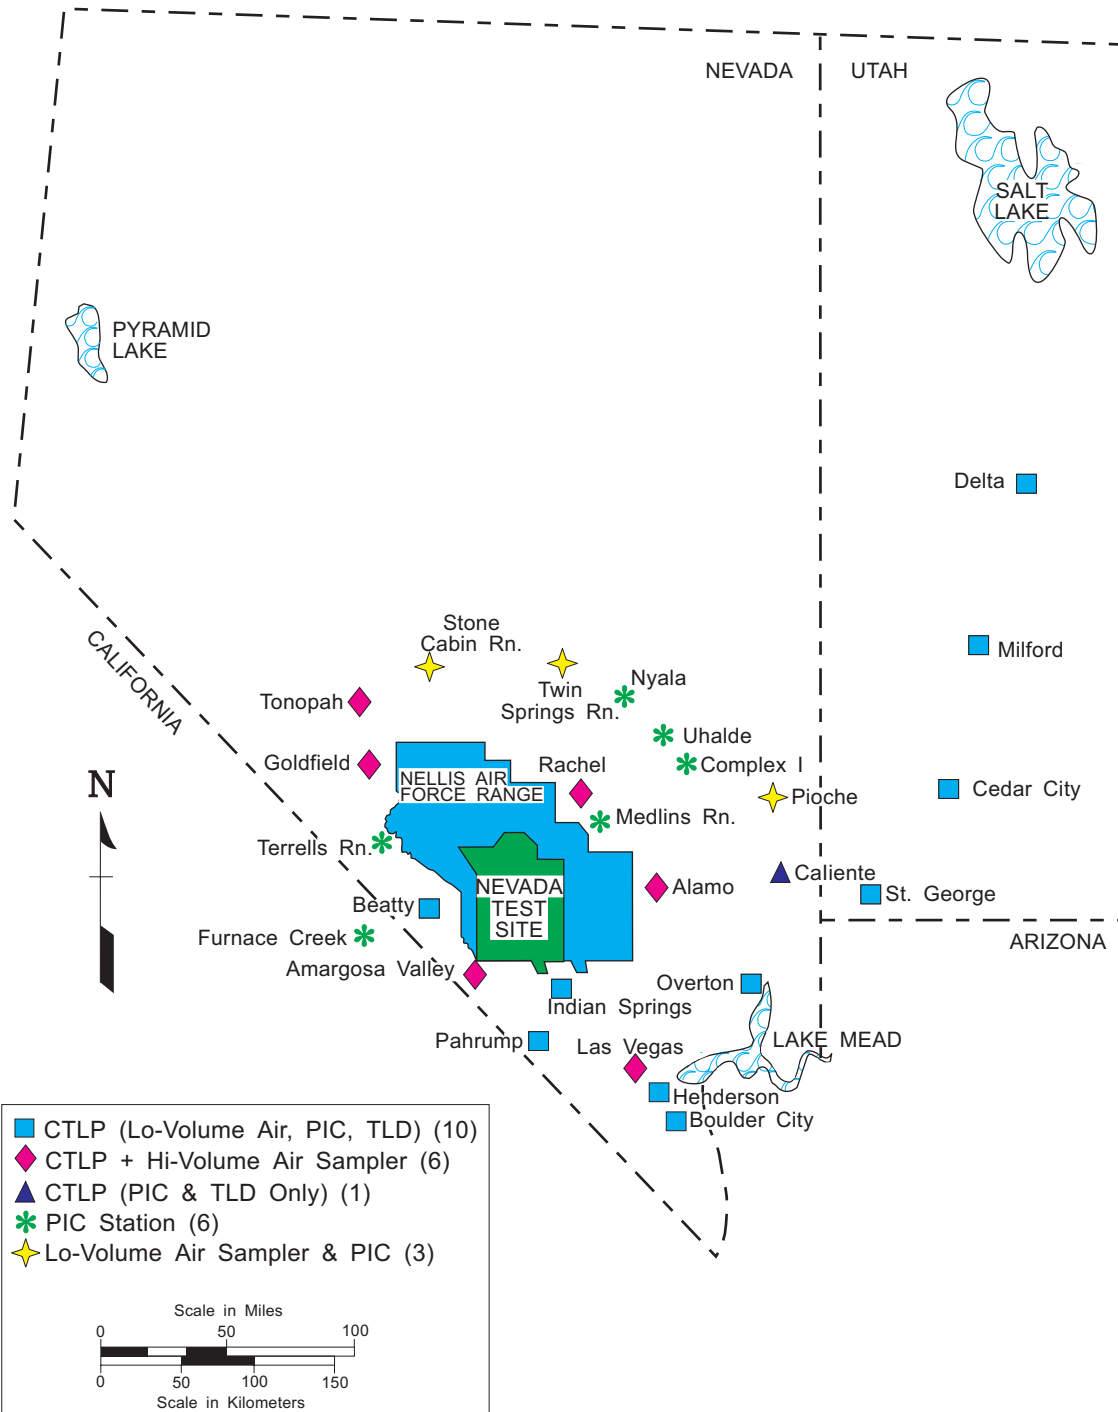 NEVADA
UTAH
SALT
LAKE
PYRAMID
LAKE
Delta
Stone
Cabin Rn.
Milford
CALIFORNIA
Twin
Springs Rn.
Nyala
Tonopah
Uhalde
Goldfield
Rachel
Complex I
NELLIS AIR
FORCE RANGE
N
Pioche
Cedar City
Medlins Rn.
Terrells Rn.
Caliente
NEVADA
TEST
SITE
Alamo
St. George
Beatty
Furnace Creek
ARIZONA
Amargosa Valley
Overton
Indian Springs
Pahrump
Las Vegas
LAKE MEAD
Henderson
Boulder City
CTLP (Lo-Volume Air, PIC, TLD) (10)
CTLP + Hi-Volume Air Sampler (6)
CTLP (PIC & TLD Only) (1)
PIC Station (6)
Lo-Volume Air Sampler & PIC (3)
Scale in Miles
0 50 100
0 50 100 150
Scale in Kilometers